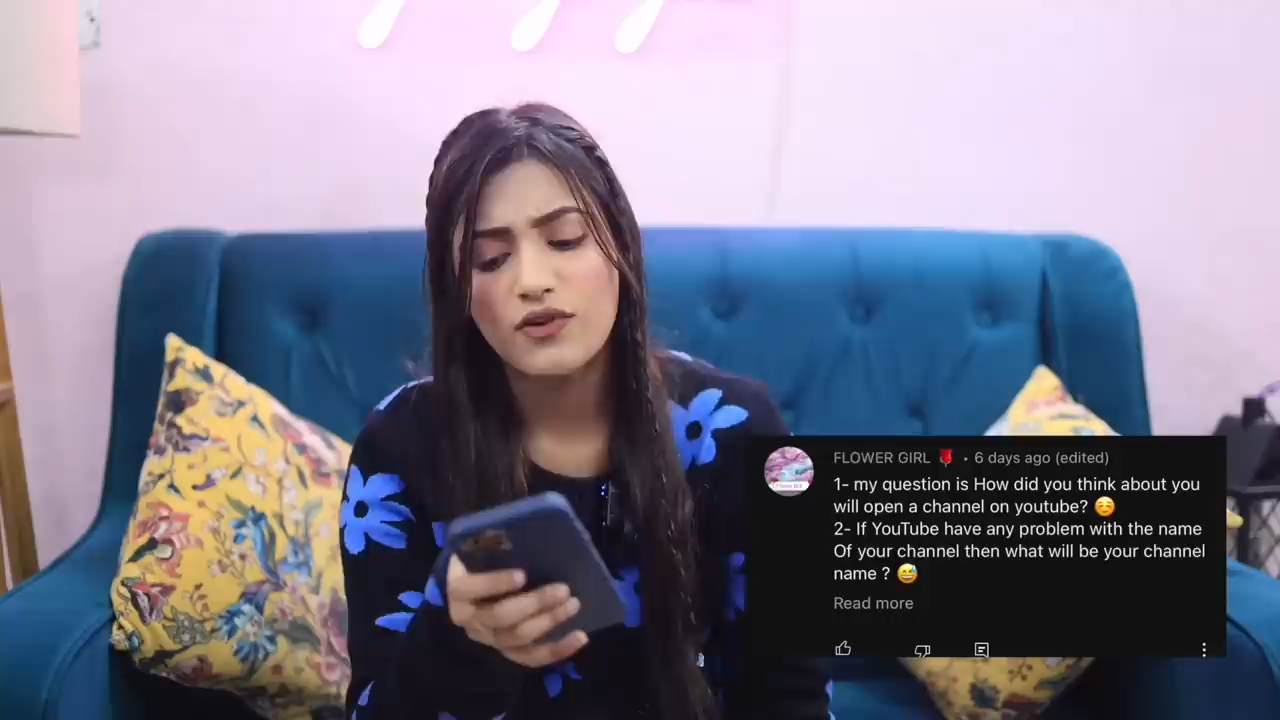 FLOWER GIRL 🌹 • 6 days ago (edited)
1- my question is How did you think about you
will open a channel on youtube? ☺️
2- If YouTube have any problem with the name
Of your channel then what will be your channel
name ? 😅
Read more